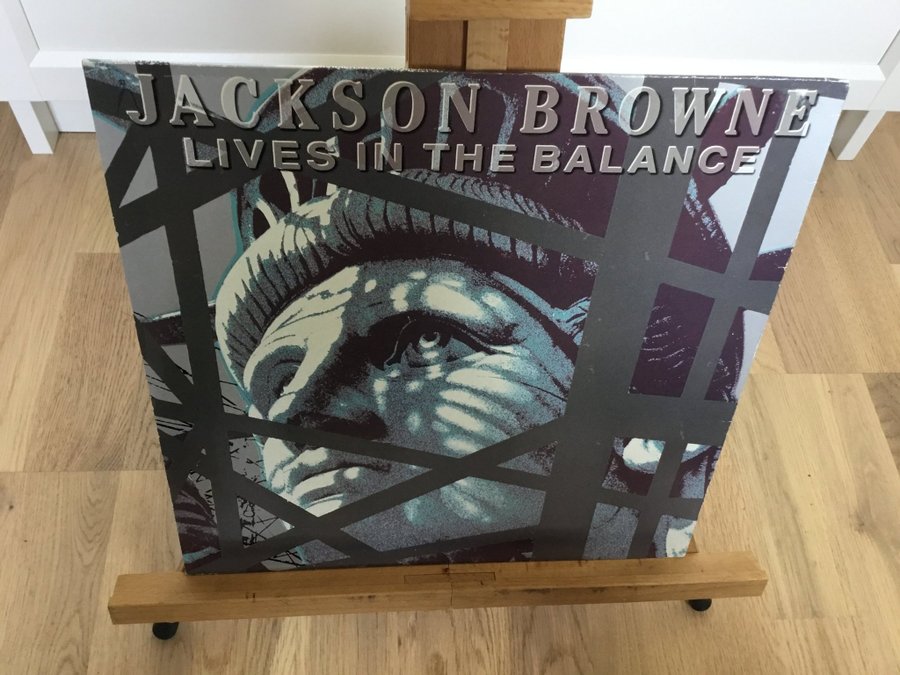 JACKSON BROWNE
LIVES IN THE BALANCE